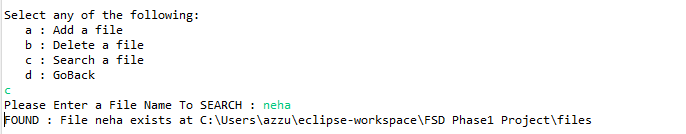 Select any of the following:
a : Add a file
b : Delete a file
c : Search a file
d : GoBack
c
Please Enter a File Name To SEARCH : neha
FOUND : File neha exists at C:\Users\azzu\eclipse-workspace\FSD Phase1 Project\files